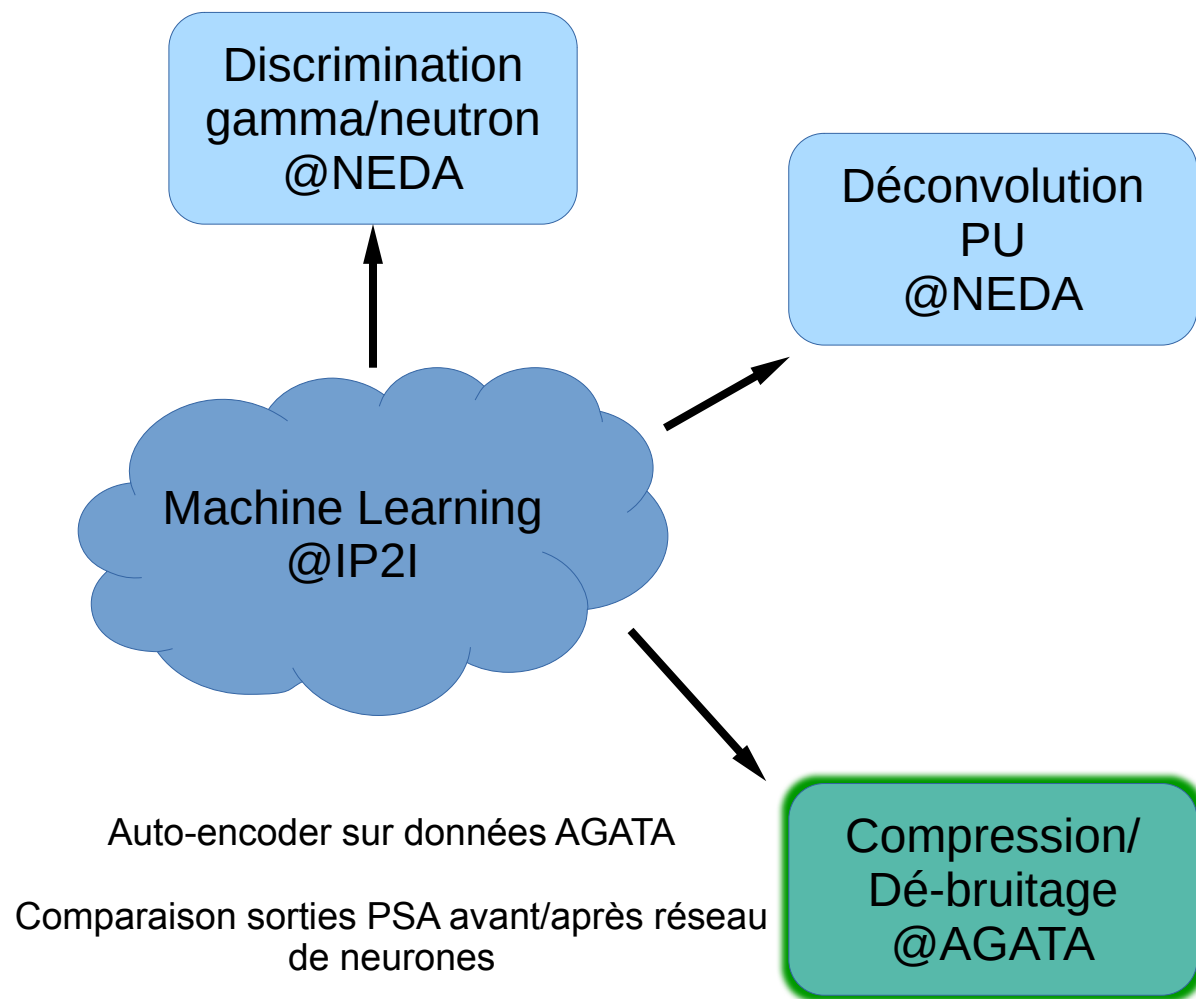 Discrimination
gamma/neutron
@NEDA
Déconvolution
PU
@NEDA
Machine Learning
@IP2I
Auto-encoder sur données AGATA
Comparaison sorties PSA avant/après réseau
de neurones
Compression/
Dé-bruitage
@AGATA